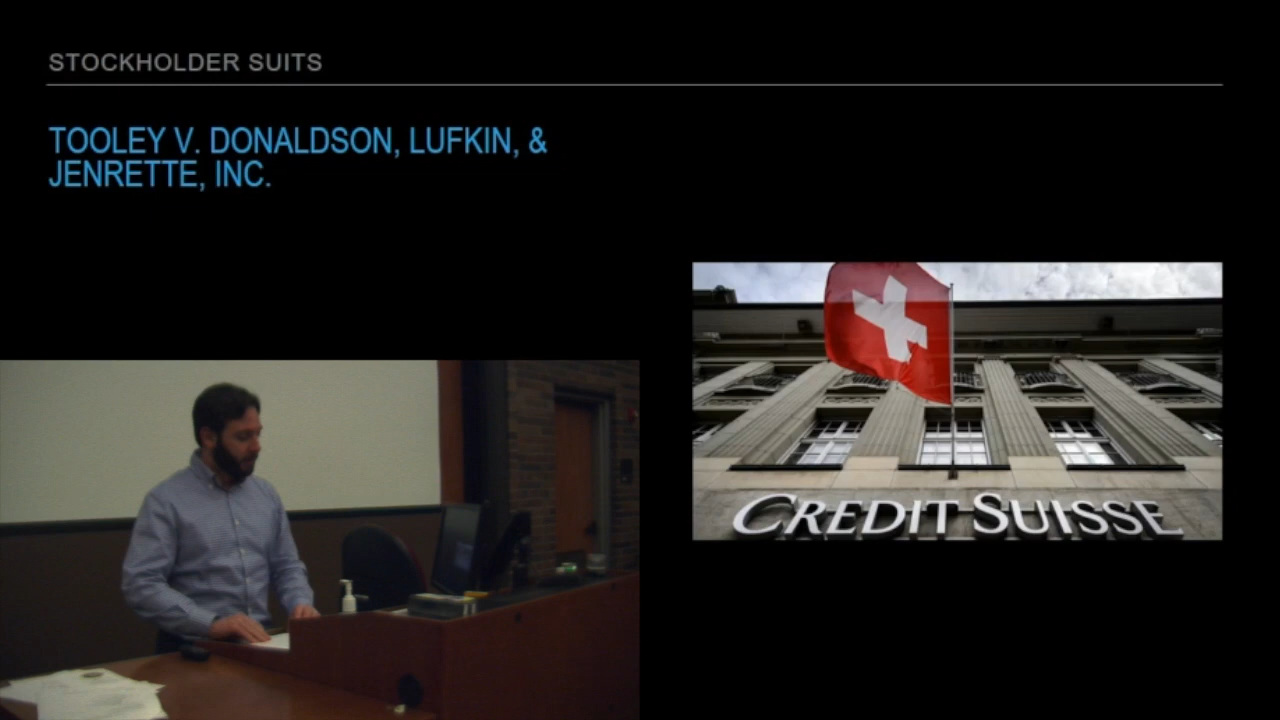 STOCKHOLDER SUITS
TOOLEY V. DONALDSON, LUFKIN, &
JENRETTE, INC.
CREDIT SUISSE